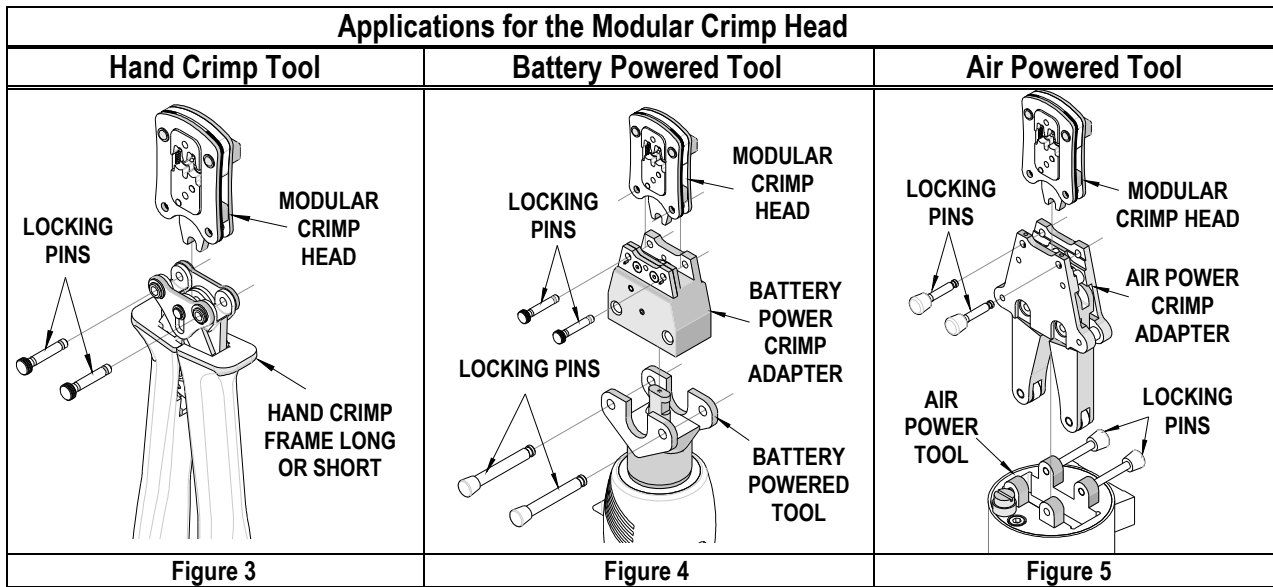 Applications for the Modular Crimp Head
Hand Crimp Tool
Battery Powered Tool
Air Powered Tool
LOCKING
PINS
MODULAR
CRIMP
HEAD
HAND CRIMP
FRAME LONG
OR SHORT
MODULAR
CRIMP
HEAD
LOCKING
PINS
BATTERY
POWER
CRIMP
ADAPTER
LOCKING PINS
BATTERY
POWERED
TOOL
LOCKING
PINS
MODULAR
CRIMP HEAD
AIR POWER
CRIMP
ADAPTER
AIR
POWER
TOOL
LOCKING
PINS
Figure 3
Figure 4
Figure 5